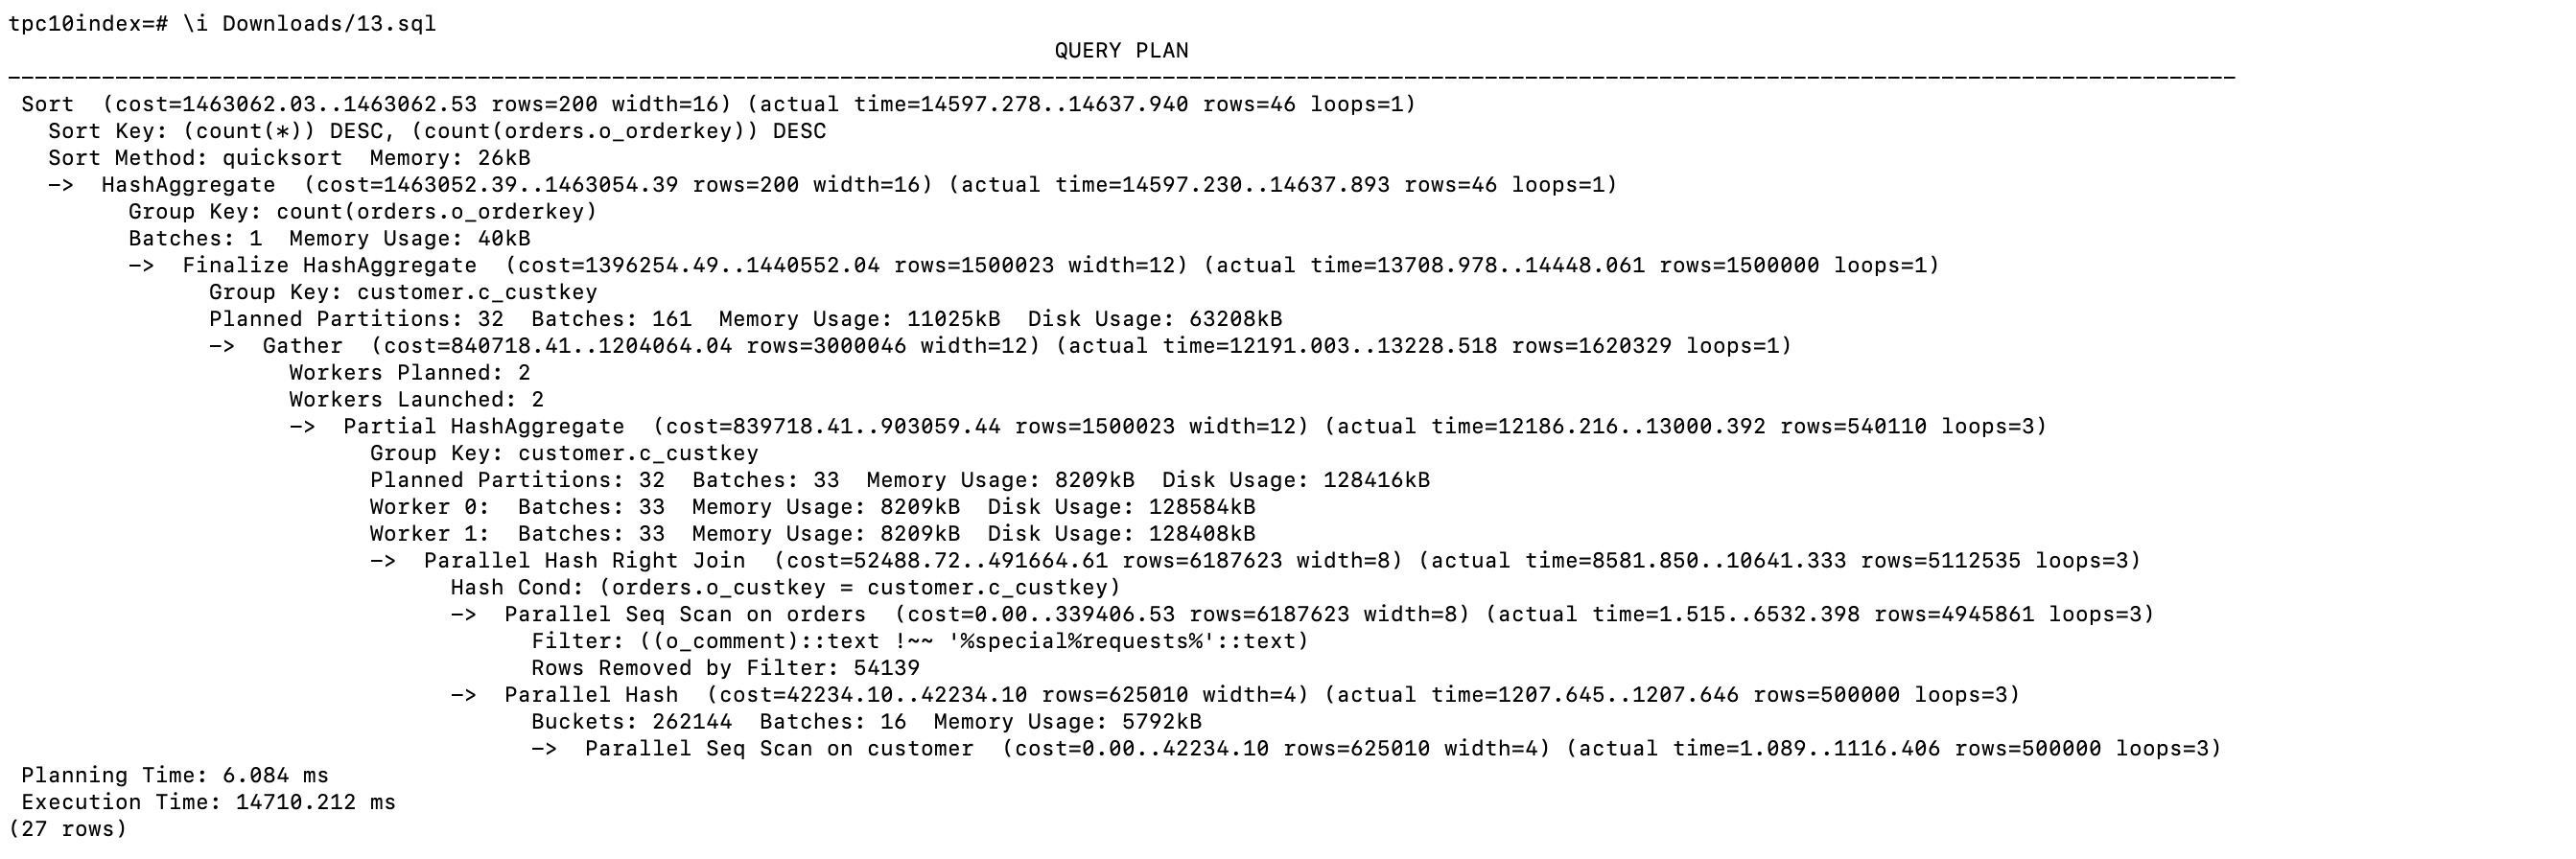 tpc10index=# \i Downloads/13.sql
QUERY PLAN
----------------------------------------------------------------------------------------------------------------------------------------------------------------------
 Sort  (cost=1463062.03..1463062.53 rows=200 width=16) (actual time=14597.278..14637.940 rows=46 loops=1)
   Sort Key: (count(*)) DESC, (count(orders.o_orderkey)) DESC
   Sort Method: quicksort  Memory: 26kB
   ->  HashAggregate  (cost=1463052.39..1463054.39 rows=200 width=16) (actual time=14597.230..14637.893 rows=46 loops=1)
         Group Key: count(orders.o_orderkey)
         Batches: 1  Memory Usage: 40kB
         ->  Finalize HashAggregate  (cost=1396254.49..1440552.04 rows=1500023 width=12) (actual time=13708.978..14448.061 rows=1500000 loops=1)
               Group Key: customer.c_custkey
               Planned Partitions: 32  Batches: 161  Memory Usage: 11025kB  Disk Usage: 63208kB
               ->  Gather  (cost=840718.41..1204064.04 rows=3000046 width=12) (actual time=12191.003..13228.518 rows=1620329 loops=1)
                     Workers Planned: 2
                     Workers Launched: 2
                     ->  Partial HashAggregate  (cost=839718.41..903059.44 rows=1500023 width=12) (actual time=12186.216..13000.392 rows=540110 loops=3)
                           Group Key: customer.c_custkey
                           Planned Partitions: 32  Batches: 33  Memory Usage: 8209kB  Disk Usage: 128416kB
                           Worker 0:  Batches: 33  Memory Usage: 8209kB  Disk Usage: 128584kB
                           Worker 1:  Batches: 33  Memory Usage: 8209kB  Disk Usage: 128408kB
                           ->  Parallel Hash Right Join  (cost=52488.72..491664.61 rows=6187623 width=8) (actual time=8581.850..10641.333 rows=5112535 loops=3)
                                 Hash Cond: (orders.o_custkey = customer.c_custkey)
                                 ->  Parallel Seq Scan on orders  (cost=0.00..339406.53 rows=6187623 width=8) (actual time=1.515..6532.398 rows=4945861 loops=3)
                                       Filter: ((o_comment)::text !~~ '%special%requests%'::text)
                                       Rows Removed by Filter: 54139
                                 ->  Parallel Hash  (cost=42234.10..42234.10 rows=625010 width=4) (actual time=1207.645..1207.646 rows=500000 loops=3)
                                       Buckets: 262144  Batches: 16  Memory Usage: 5792kB
                                       ->  Parallel Seq Scan on customer  (cost=0.00..42234.10 rows=625010 width=4) (actual time=1.089..1116.406 rows=500000 loops=3)
 Planning Time: 6.084 ms
 Execution Time: 14710.212 ms
(27 rows)